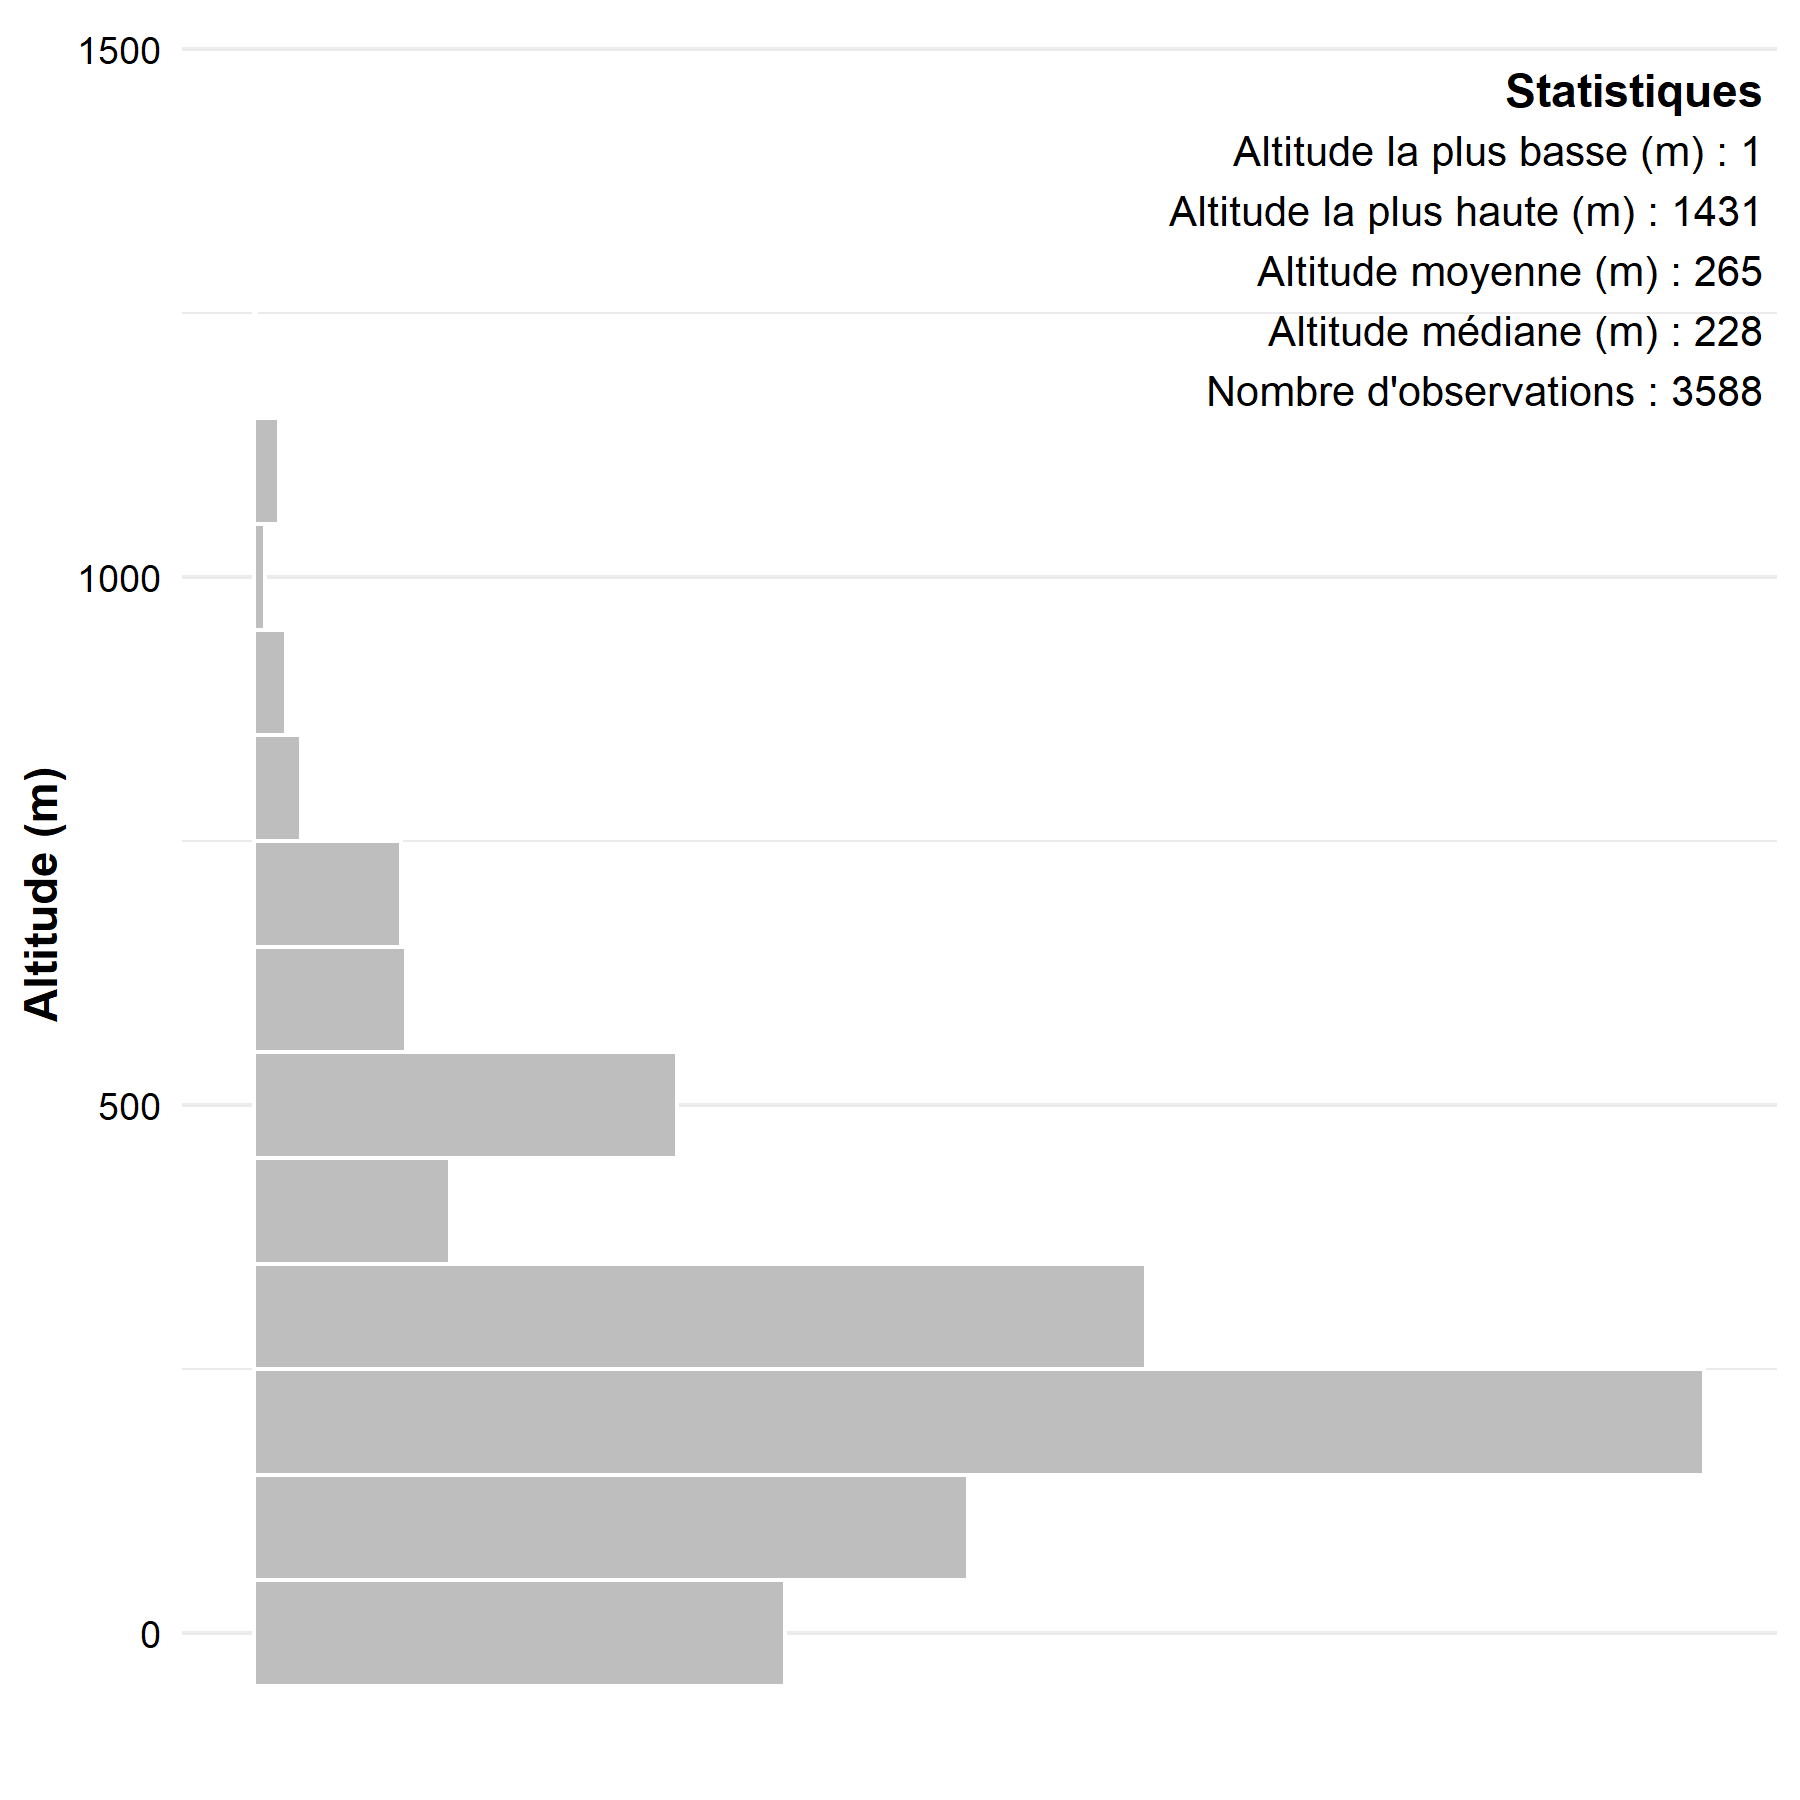 1500
Statistiques
Altitude la plus basse (m) : 1
Altitude la plus haute (m) : 1431
Altitude moyenne (m) : 265
Altitude médiane (m) : 228
Nombre d'observations : 3588
1000
Altitude (m)
500
0